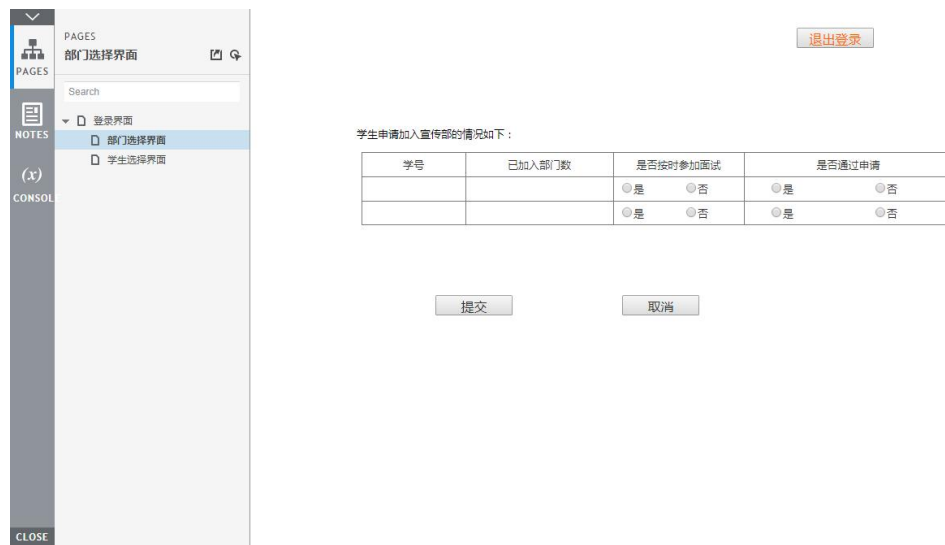 PAGES
NOTES
(x)
CONSOL
CLOSE
PAGES
部门选择界面
Search
登录界面
部门选择界面
学生选择界面
退出登录
学生申请加入宣传部的情况如下：
学号 已加入部门数 是否按时参加面试 是否通过申请
是 否 是 否
是 否 是 否
提交 取消